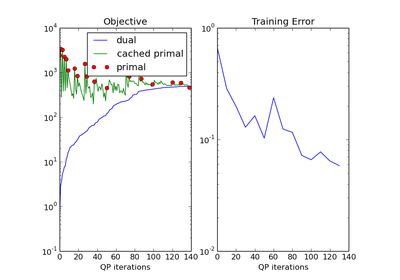 Objective
10^4
10^3
10^2
10^1
10^0
10^-1
dual
cached primal
primal
0 20 40 60 80 100 120 140
QP iterations
Training Error
10^0
10^-1
10^-2
0 20 40 60 80 100 120 140
QP iterations